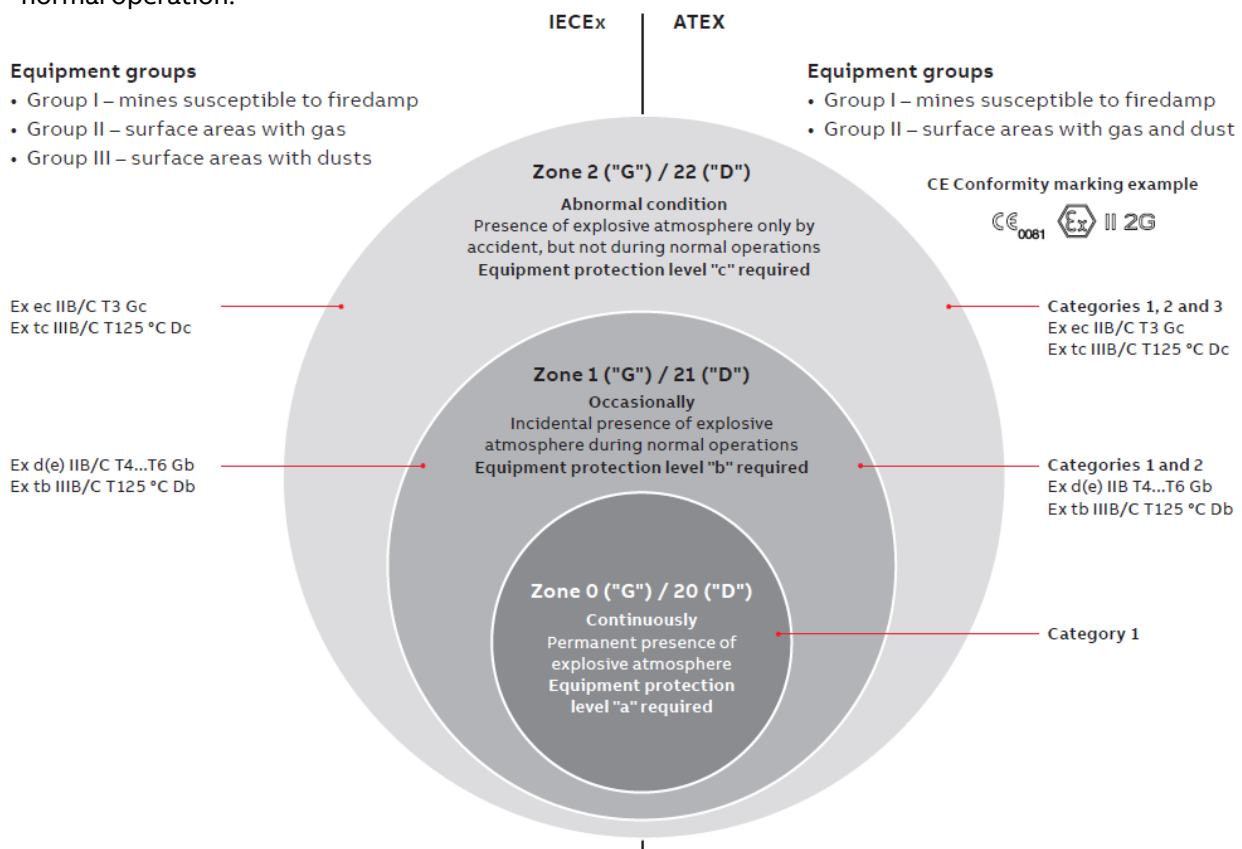 normal operation.
IECEx
ATEX
Equipment groups
• Group I – mines susceptible to firedamp
• Group II – surface areas with gas
• Group III – surface areas with dusts
Equipment groups
• Group I – mines susceptible to firedamp
• Group II – surface areas with gas and dust
CE Conformity marking example
CE 0081 Ex II 2G
Zone 2 ("G") / 22 ("D")
Abnormal condition
Presence of explosive atmosphere only by
accident, but not during normal operations
Equipment protection level "c" required
Ex ec IIB/C T3 Gc
Ex tc IIIB/C T125 °C Dc
Categories 1, 2 and 3
Ex ec IIB/C T3 Gc
Ex tc IIIB/C T125 °C Dc
Zone 1 ("G") / 21 ("D")
Occasionally
Incidental presence of explosive
atmosphere during normal operations
Equipment protection level "b" required
Ex d(e) IIB/C T4...T6 Gb
Ex tb IIIB/C T125 °C Db
Categories 1 and 2
Ex d(e) IIB T4...T6 Gb
Ex tb IIIB/C T125 °C Db
Zone 0 ("G") / 20 ("D")
Continuously
Permanent presence of
explosive atmosphere
Equipment protection
level "a" required
Category 1